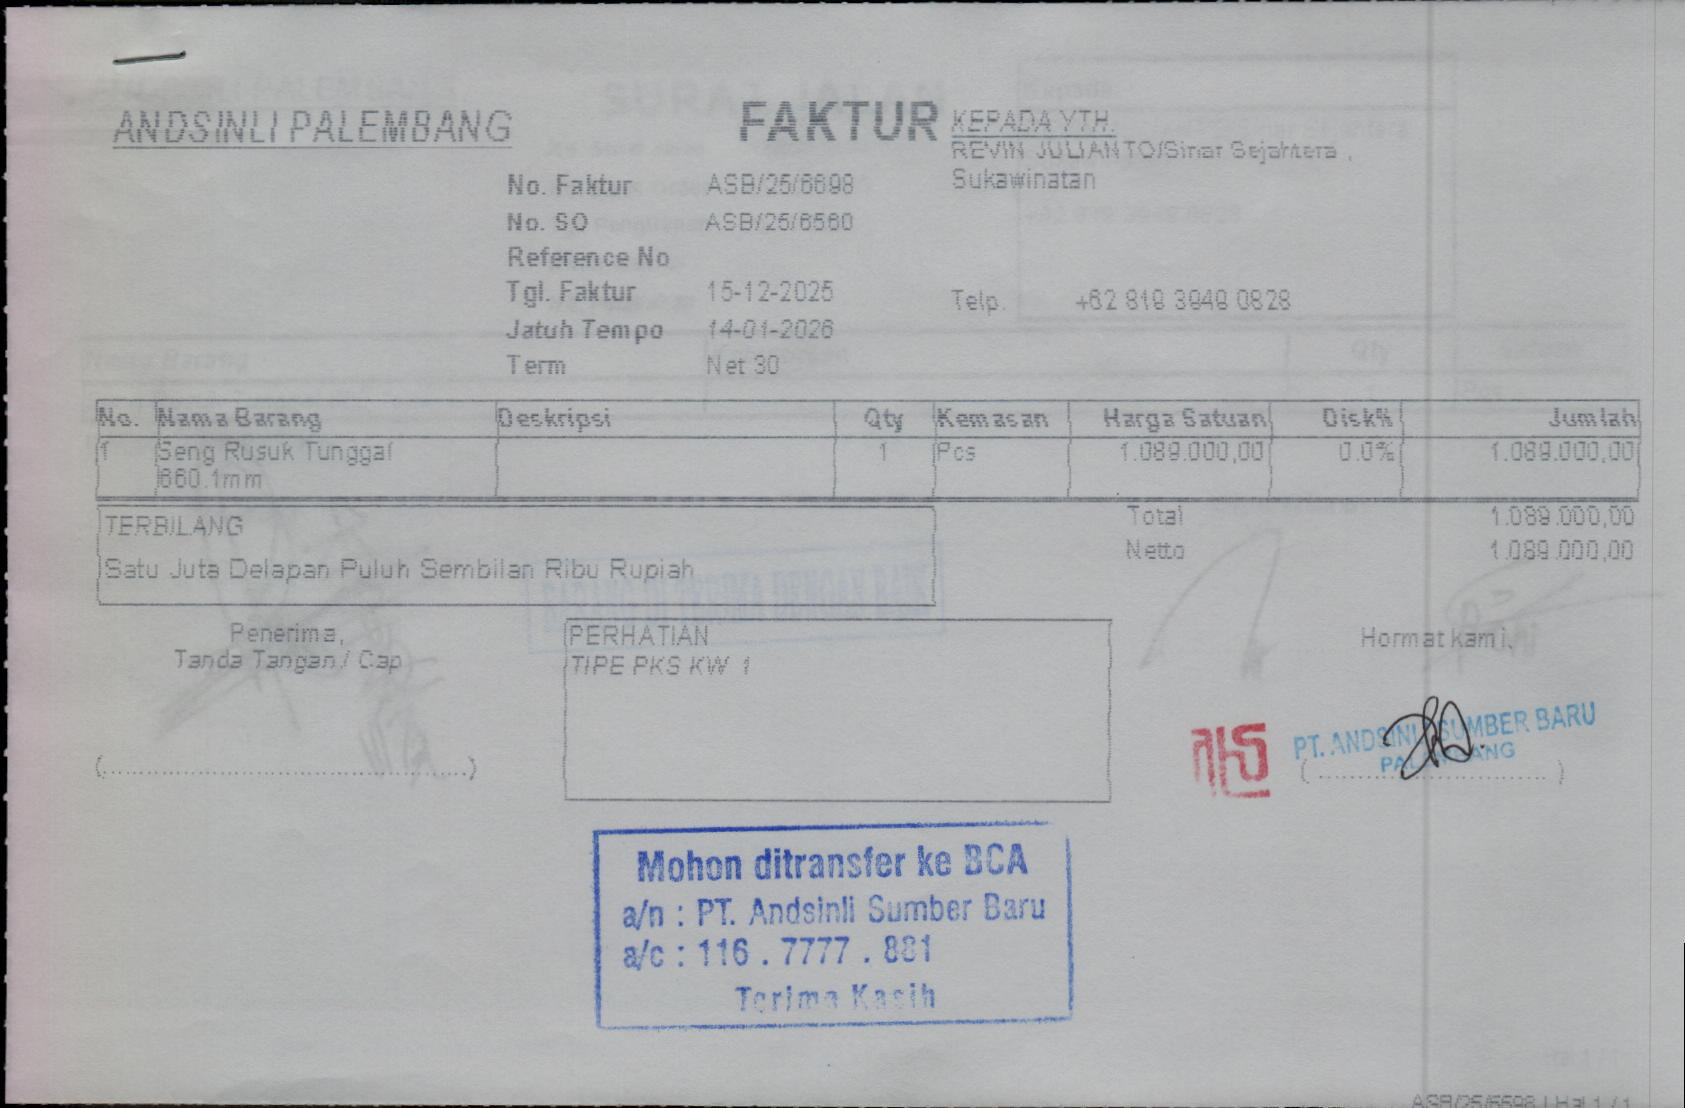 ANDSINLI PALEMBANG
FAKTUR
KEPADA YTH.
REVIN JULIANTO/Sinar Sejahtera ,
Sukawinatan
No. Faktur ASB/25/6698
No. SO ASB/25/6560
Reference No
Tgl. Faktur 15-12-2025
Telp. +62 819 3949 0828
Jatuh Tempo 14-01-2026
Term Net 30
No. Nama Barang Deskripsi Qty Kemasan Harga Satuan Disk% Jumlah
1 Seng Rusuk Tunggal 1 Pcs 1.089.000,00 0.0% 1.089.000,00
660.1mm
TERBILANG
Total 1.089.000,00
Netto 1.089.000,00
Satu Juta Delapan Puluh Sembilan Ribu Rupiah
Penerima,
Tanda Tangan / Cap
PERHATIAN
TIPE PKS KW 1
Hormat kami,
PT. ANDSINLI SUMBER BARU
PALEMBANG
Mohon ditransfer ke BCA
a/n : PT. Andsinli Sumber Baru
a/c : 116 . 7777 . 881
Terima Kasih